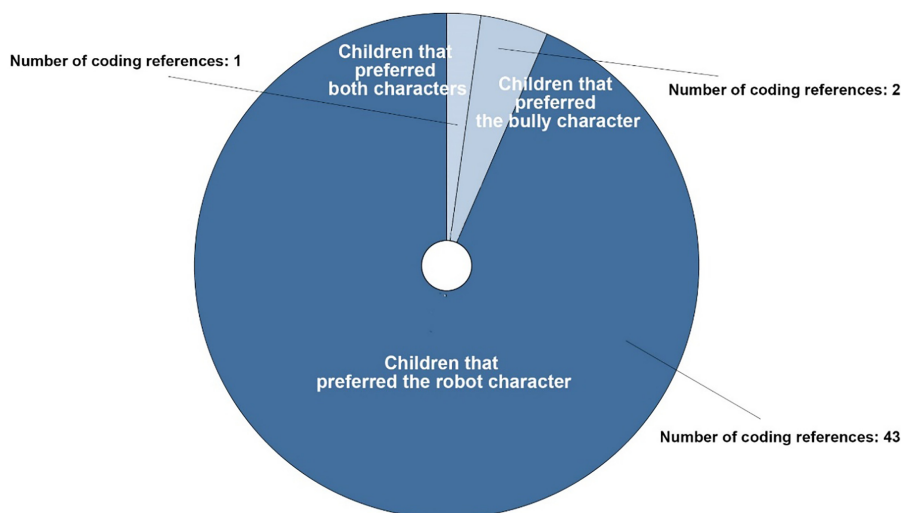 Number of coding references: 1
Children that
preferred
both characters
Children that
preferred
the bully character
Number of coding references: 2
Children that
preferred the robot character
Number of coding references: 43